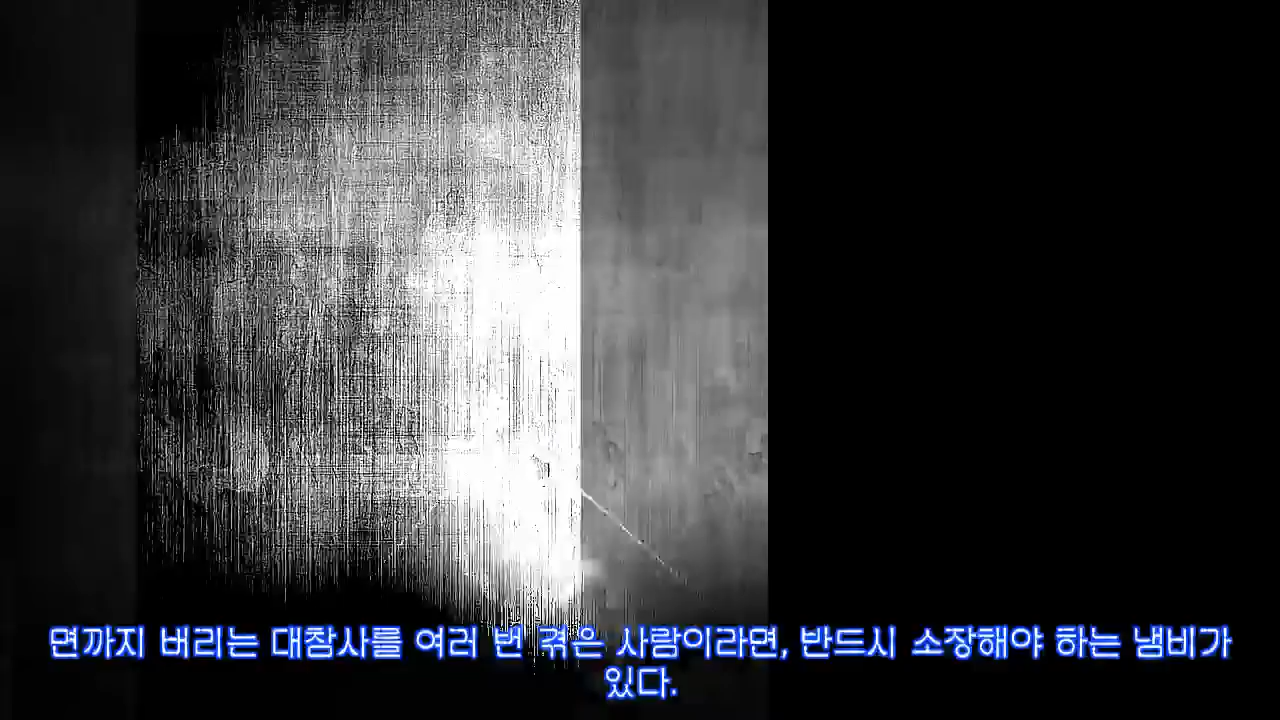 면까지 버리는 대참사를 여러 번 겪은 사람이라면, 반드시 소장해야 하는 냄비가
있다.